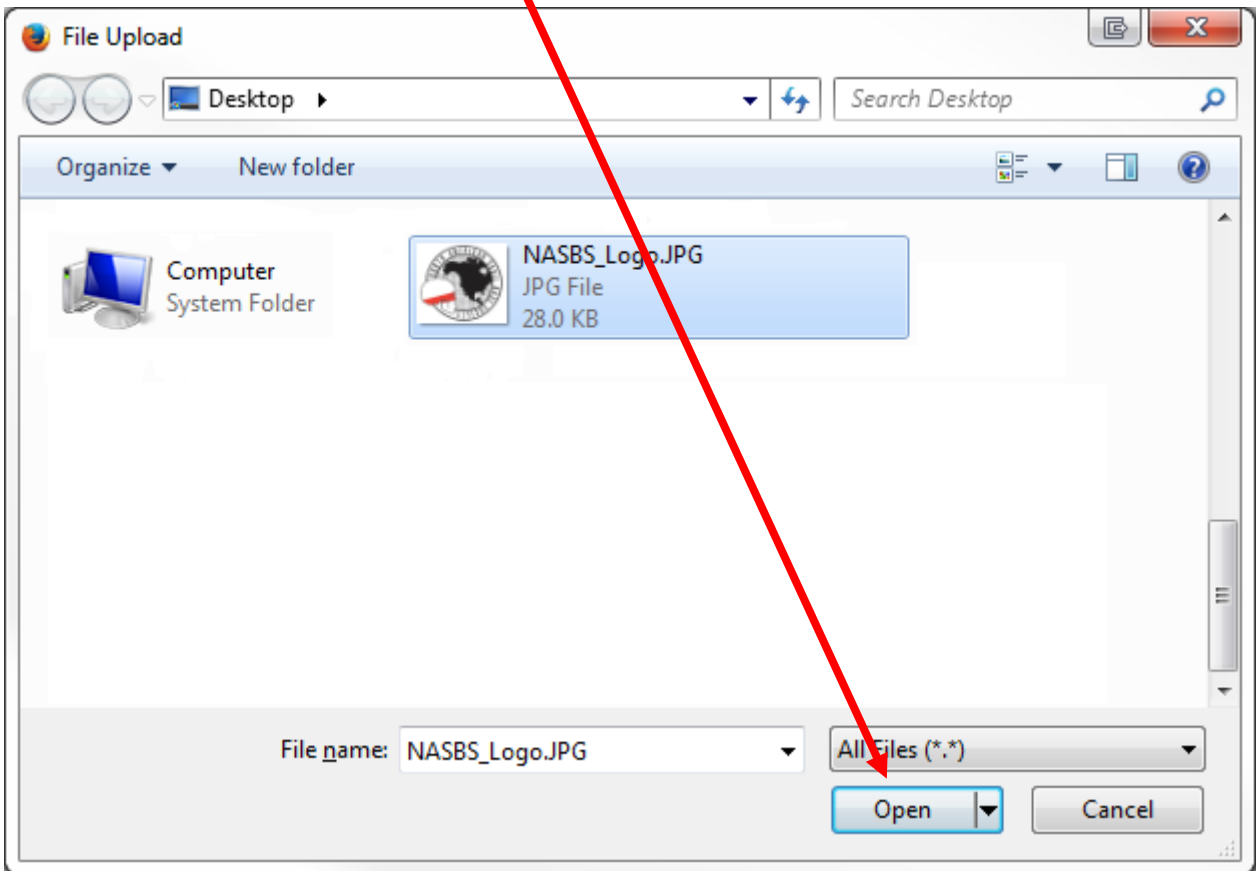 File Upload
Desktop
Search Desktop
Organize
New folder
Computer
System Folder
NASBS_Logo.JPG
JPG File
28.0 KB
File name: NASBS_Logo.JPG
All Files (*.*)
Open
Cancel